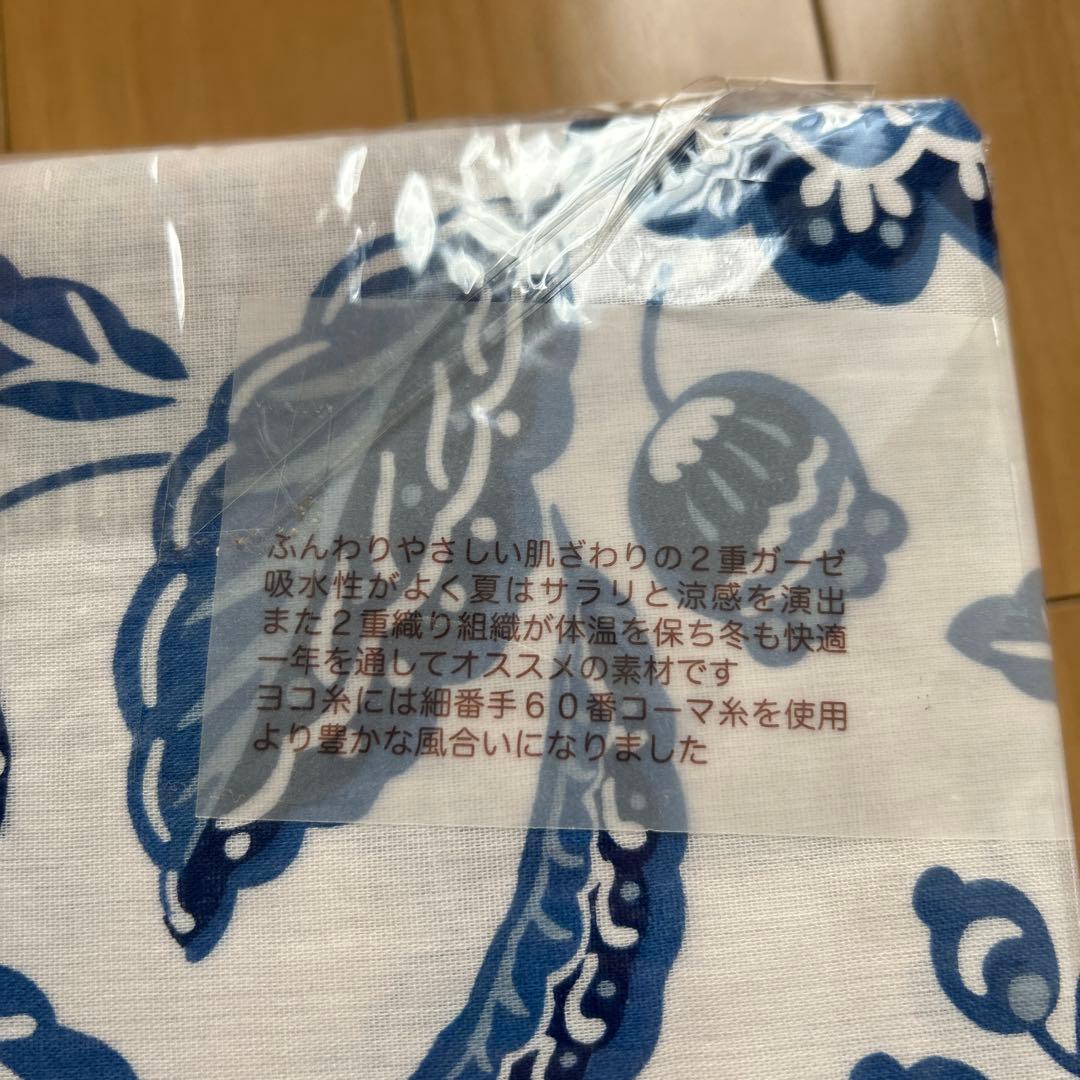 ふんわりやさしい肌ざわりの２重ガーゼ
吸水性がよく夏はサラリと涼感を演出
また２重織り組織が体温を保ち冬も快適
一年を通してオススメの素材です
ヨコ糸には細番手６０番コーマ糸を使用
より豊かな風合いになりました